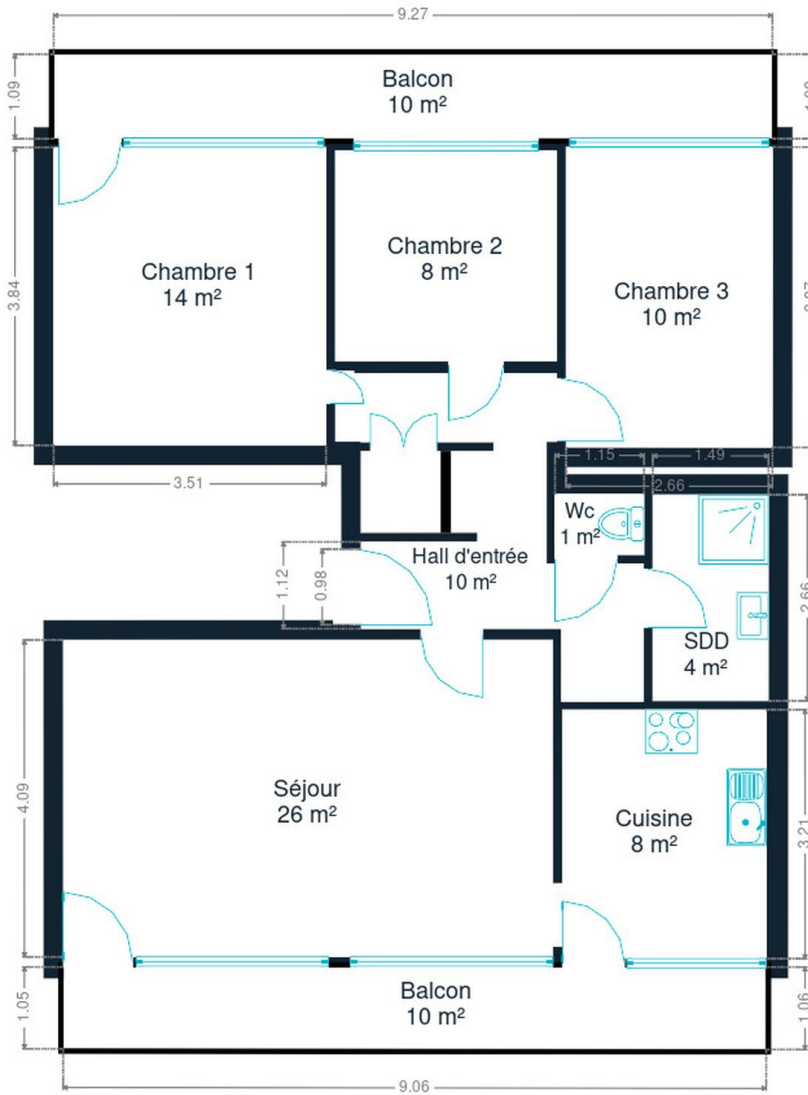 9.27
1.09
Balcon
10 m²
3.84
Chambre 1
14 m²
Chambre 2
8 m²
Chambre 3
10 m²
3.51
1.15
1.49
2.66
Wc
1 m²
1.12
0.98
Hall d'entrée
10 m²
2.66
SDD
4 m²
4.09
Séjour
26 m²
Cuisine
8 m²
3.21
1.05
Balcon
10 m²
1.06
9.06